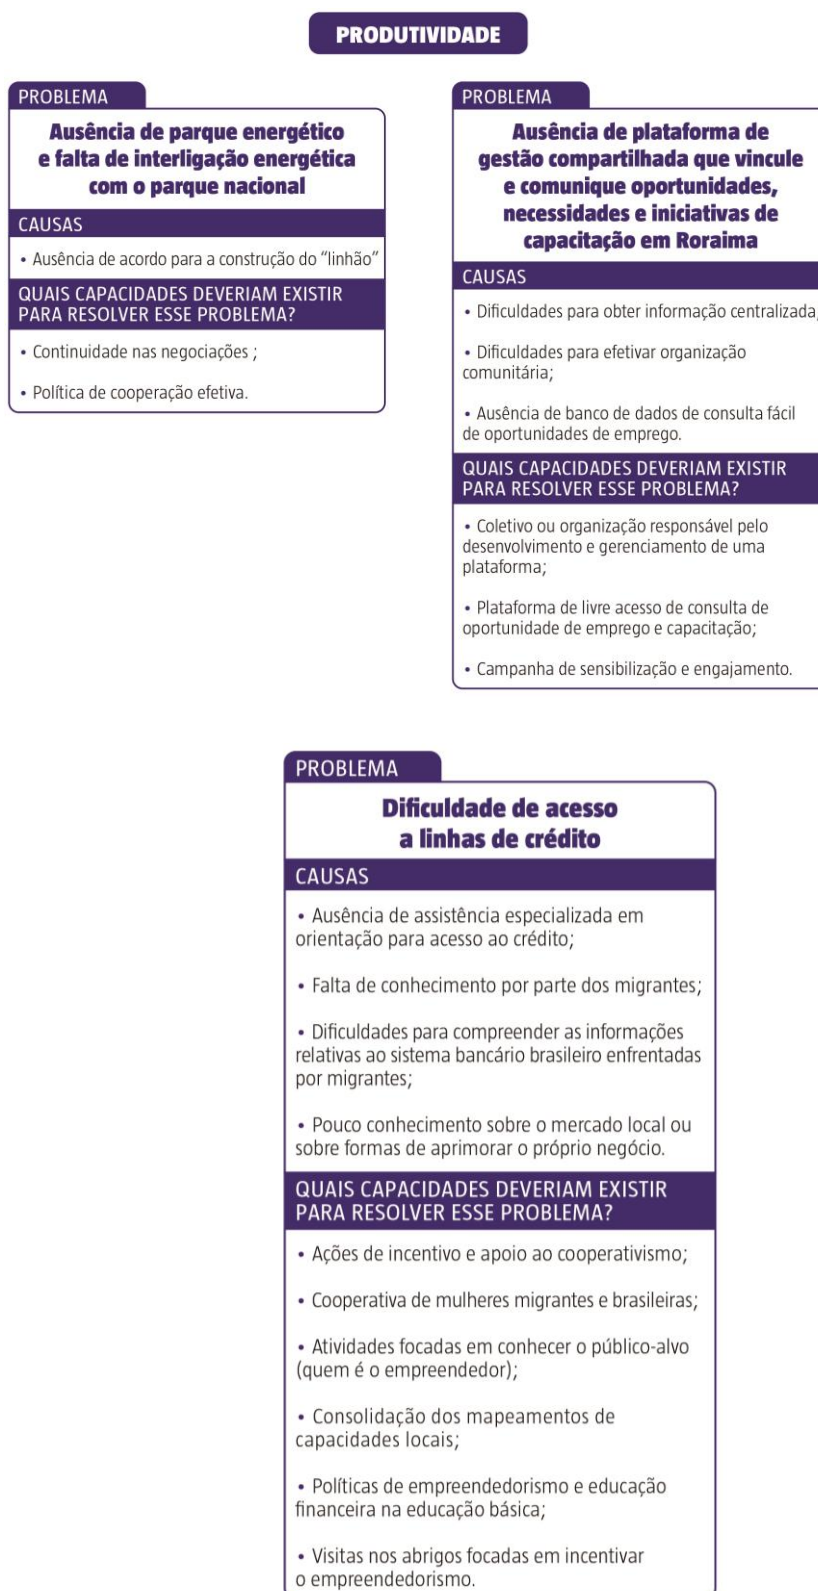 PRODUTIVIDADE
PROBLEMA
Ausência de parque energético
e falta de interligação energética
com o parque nacional
CAUSAS
• Ausência de acordo para a construção do “linhão”
QUAIS CAPACIDADES DEVERIAM EXISTIR
PARA RESOLVER ESSE PROBLEMA?
• Continuidade nas negociações ;
• Política de cooperação efetiva.
PROBLEMA
Ausência de plataforma de
gestão compartilhada que vincule
e comunique oportunidades,
necessidades e iniciativas de
capacitação em Roraima
CAUSAS
• Dificuldades para obter informação centralizada;
• Dificuldades para efetivar organização
comunitária;
• Ausência de banco de dados de consulta fácil
de oportunidades de emprego.
QUAIS CAPACIDADES DEVERIAM EXISTIR
PARA RESOLVER ESSE PROBLEMA?
• Coletivo ou organização responsável pelo
desenvolvimento e gerenciamento de uma
plataforma;
• Plataforma de livre acesso de consulta de
oportunidade de emprego e capacitação;
• Campanha de sensibilização e engajamento.
PROBLEMA
Dificuldade de acesso
a linhas de crédito
CAUSAS
• Ausência de assistência especializada em
orientação para acesso ao crédito;
• Falta de conhecimento por parte dos migrantes;
• Dificuldades para compreender as informações
relativas ao sistema bancário brasileiro enfrentadas
por migrantes;
• Pouco conhecimento sobre o mercado local ou
sobre formas de aprimorar o próprio negócio.
QUAIS CAPACIDADES DEVERIAM EXISTIR
PARA RESOLVER ESSE PROBLEMA?
• Ações de incentivo e apoio ao cooperativismo;
• Cooperativa de mulheres migrantes e brasileiras;
• Atividades focadas em conhecer o público-alvo
(quem é o empreendedor);
• Consolidação dos mapeamentos de
capacidades locais;
• Políticas de empreendedorismo e educação
financeira na educação básica;
• Visitas nos abrigos focadas em incentivar
o empreendedorismo.